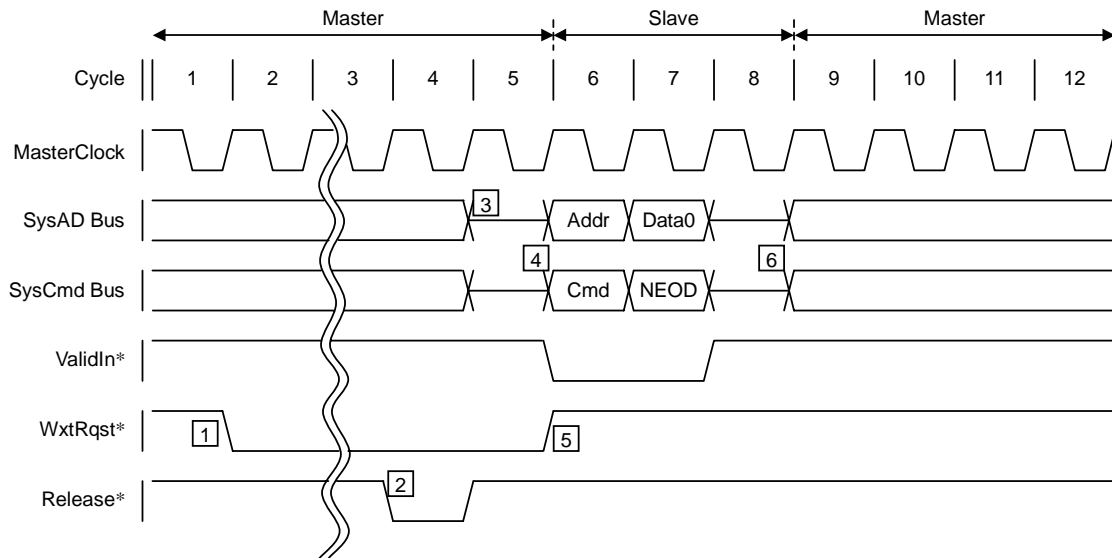 Master Slave Master
Cycle 1 2 3 4 5 6 7 8 9 10 11 12
MasterClock
3
SysAD Bus Addr Data0
4 6
SysCmd Bus Cmd NEOD
ValidIn*
WxtRqst* 1 5
Release* 2